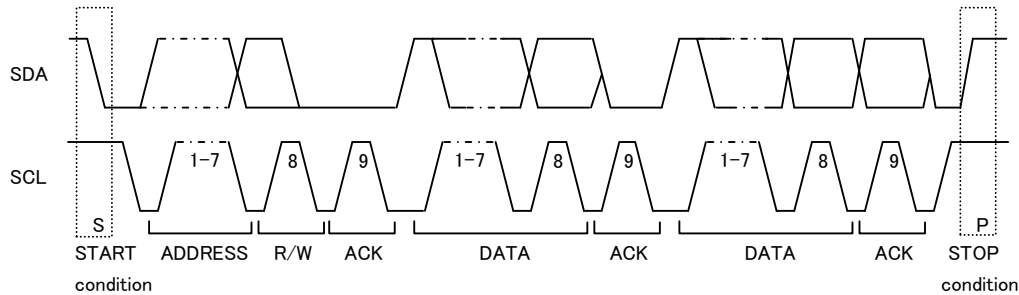 SDA
1-7 8 9 1-7 8 9 1-7 8 9
SCL
S P
START ADDRESS R/W ACK DATA ACK DATA ACK STOP
condition condition